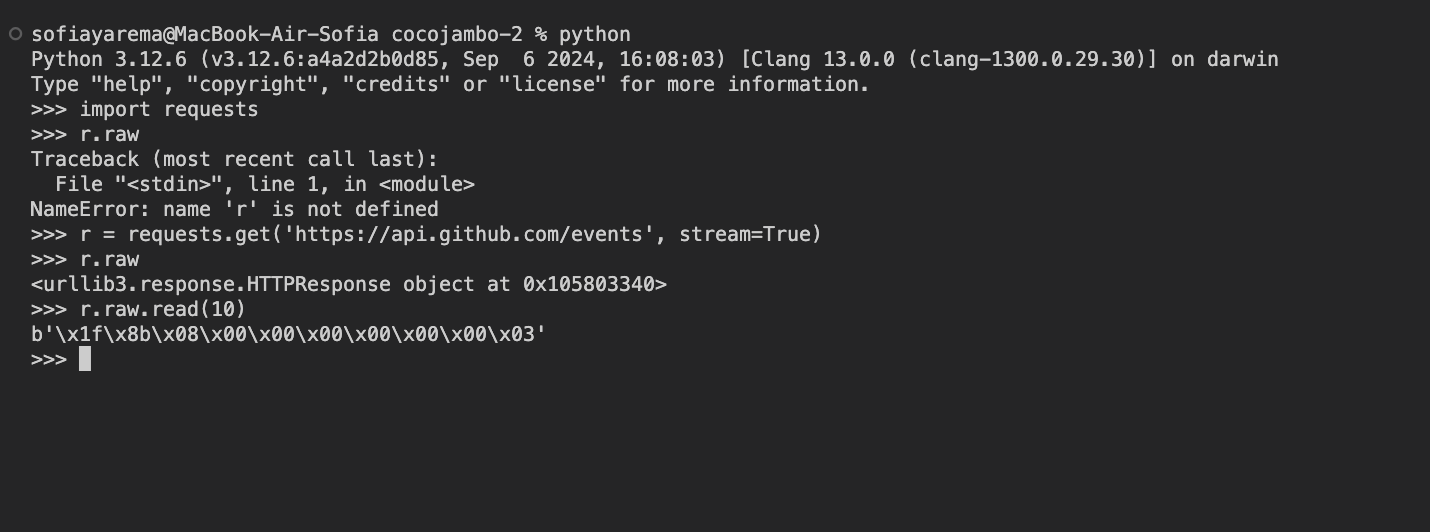 sofiayarema@MacBook-Air-Sofia cocojambo-2 % python
Python 3.12.6 (v3.12.6:a4a2d2b0d85, Sep  6 2024, 16:08:03) [Clang 13.0.0 (clang-1300.0.29.30)] on darwin
Type "help", "copyright", "credits" or "license" for more information.
>>> import requests
>>> r.raw
Traceback (most recent call last):
  File "<stdin>", line 1, in <module>
NameError: name 'r' is not defined
>>> r = requests.get('https://api.github.com/events', stream=True)
>>> r.raw
<urllib3.response.HTTPResponse object at 0x105803340>
>>> r.raw.read(10)
b'\x1f\x8b\x08\x00\x00\x00\x00\x00\x00\x03'
>>>